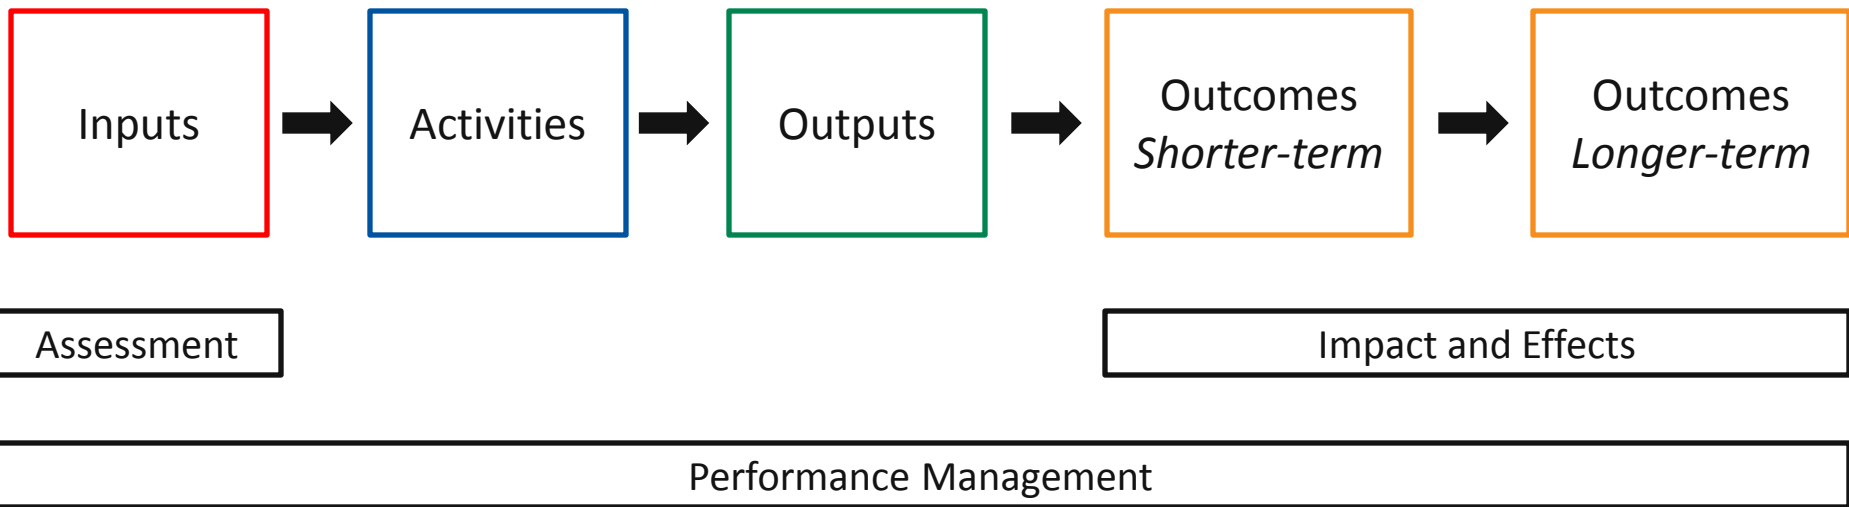 Inputs
Activities
Outputs
Outcomes
Shorter-term
Outcomes
Longer-term
Assessment
Impact and Effects
Performance Management